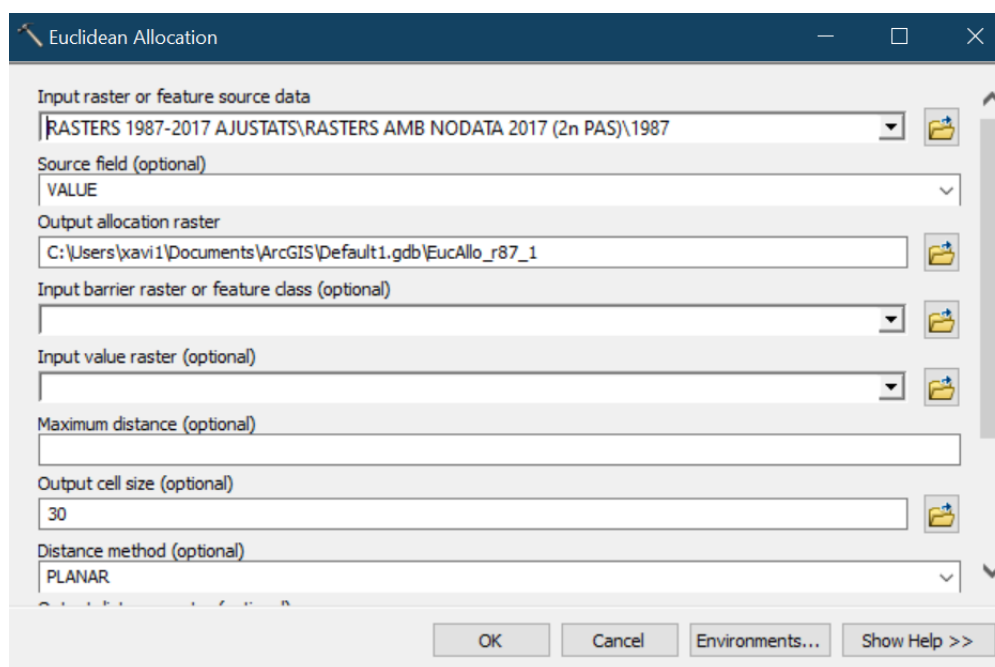 Euclidean Allocation
Input raster or feature source data
RASTERS 1987-2017 AJUSTATS\RASTERS AMB NODATA 2017 (2n PAS)\1987
Source field (optional)
VALUE
Output allocation raster
C:\Users\xavi1\Documents\ArcGIS\Default1.gdb\EucAllo_r87_1
Input barrier raster or feature class (optional)
Input value raster (optional)
Maximum distance (optional)
Output cell size (optional)
30
Distance method (optional)
PLANAR
OK Cancel Environments... Show Help >>